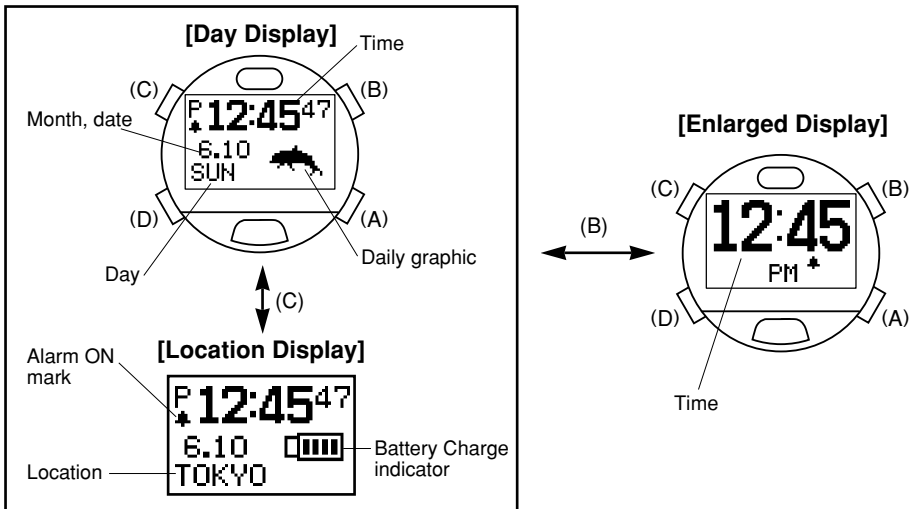 [Day Display]
Time
(C)
(B)
P 12:45 47
Month, date
6.10
SUN
(D)
(A)
Day
Daily graphic
(C)
[Location Display]
Alarm ON
mark
P 12:45 47
6.10
TOKYO
Location
Battery Charge
indicator
(B)
[Enlarged Display]
(C)
(B)
12:45
PM
(D)
(A)
Time